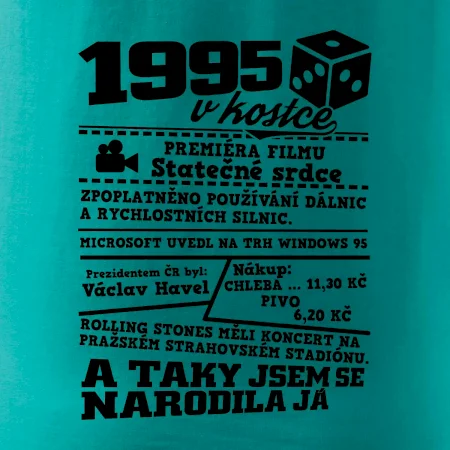 1995
v kostce
PREMIÉRA FILMU
Statečné srdce
ZPOPLATNĚNO POUŽÍVÁNÍ DÁLNIC
A RYCHLOSTNÍCH SILNIC.
MICROSOFT UVEDL NA TRH WINDOWS 95
Prezidentem ČR byl:
Václav Havel
Nákup:
CHLEBA ... 11,30 KČ
PIVO
6,20 KČ
ROLLING STONES MĚLI KONCERT NA
PRAŽSKÉM STRAHOVSKÉM STADIÓNU.
A TAKY JSEM SE
NARODILA JÁ